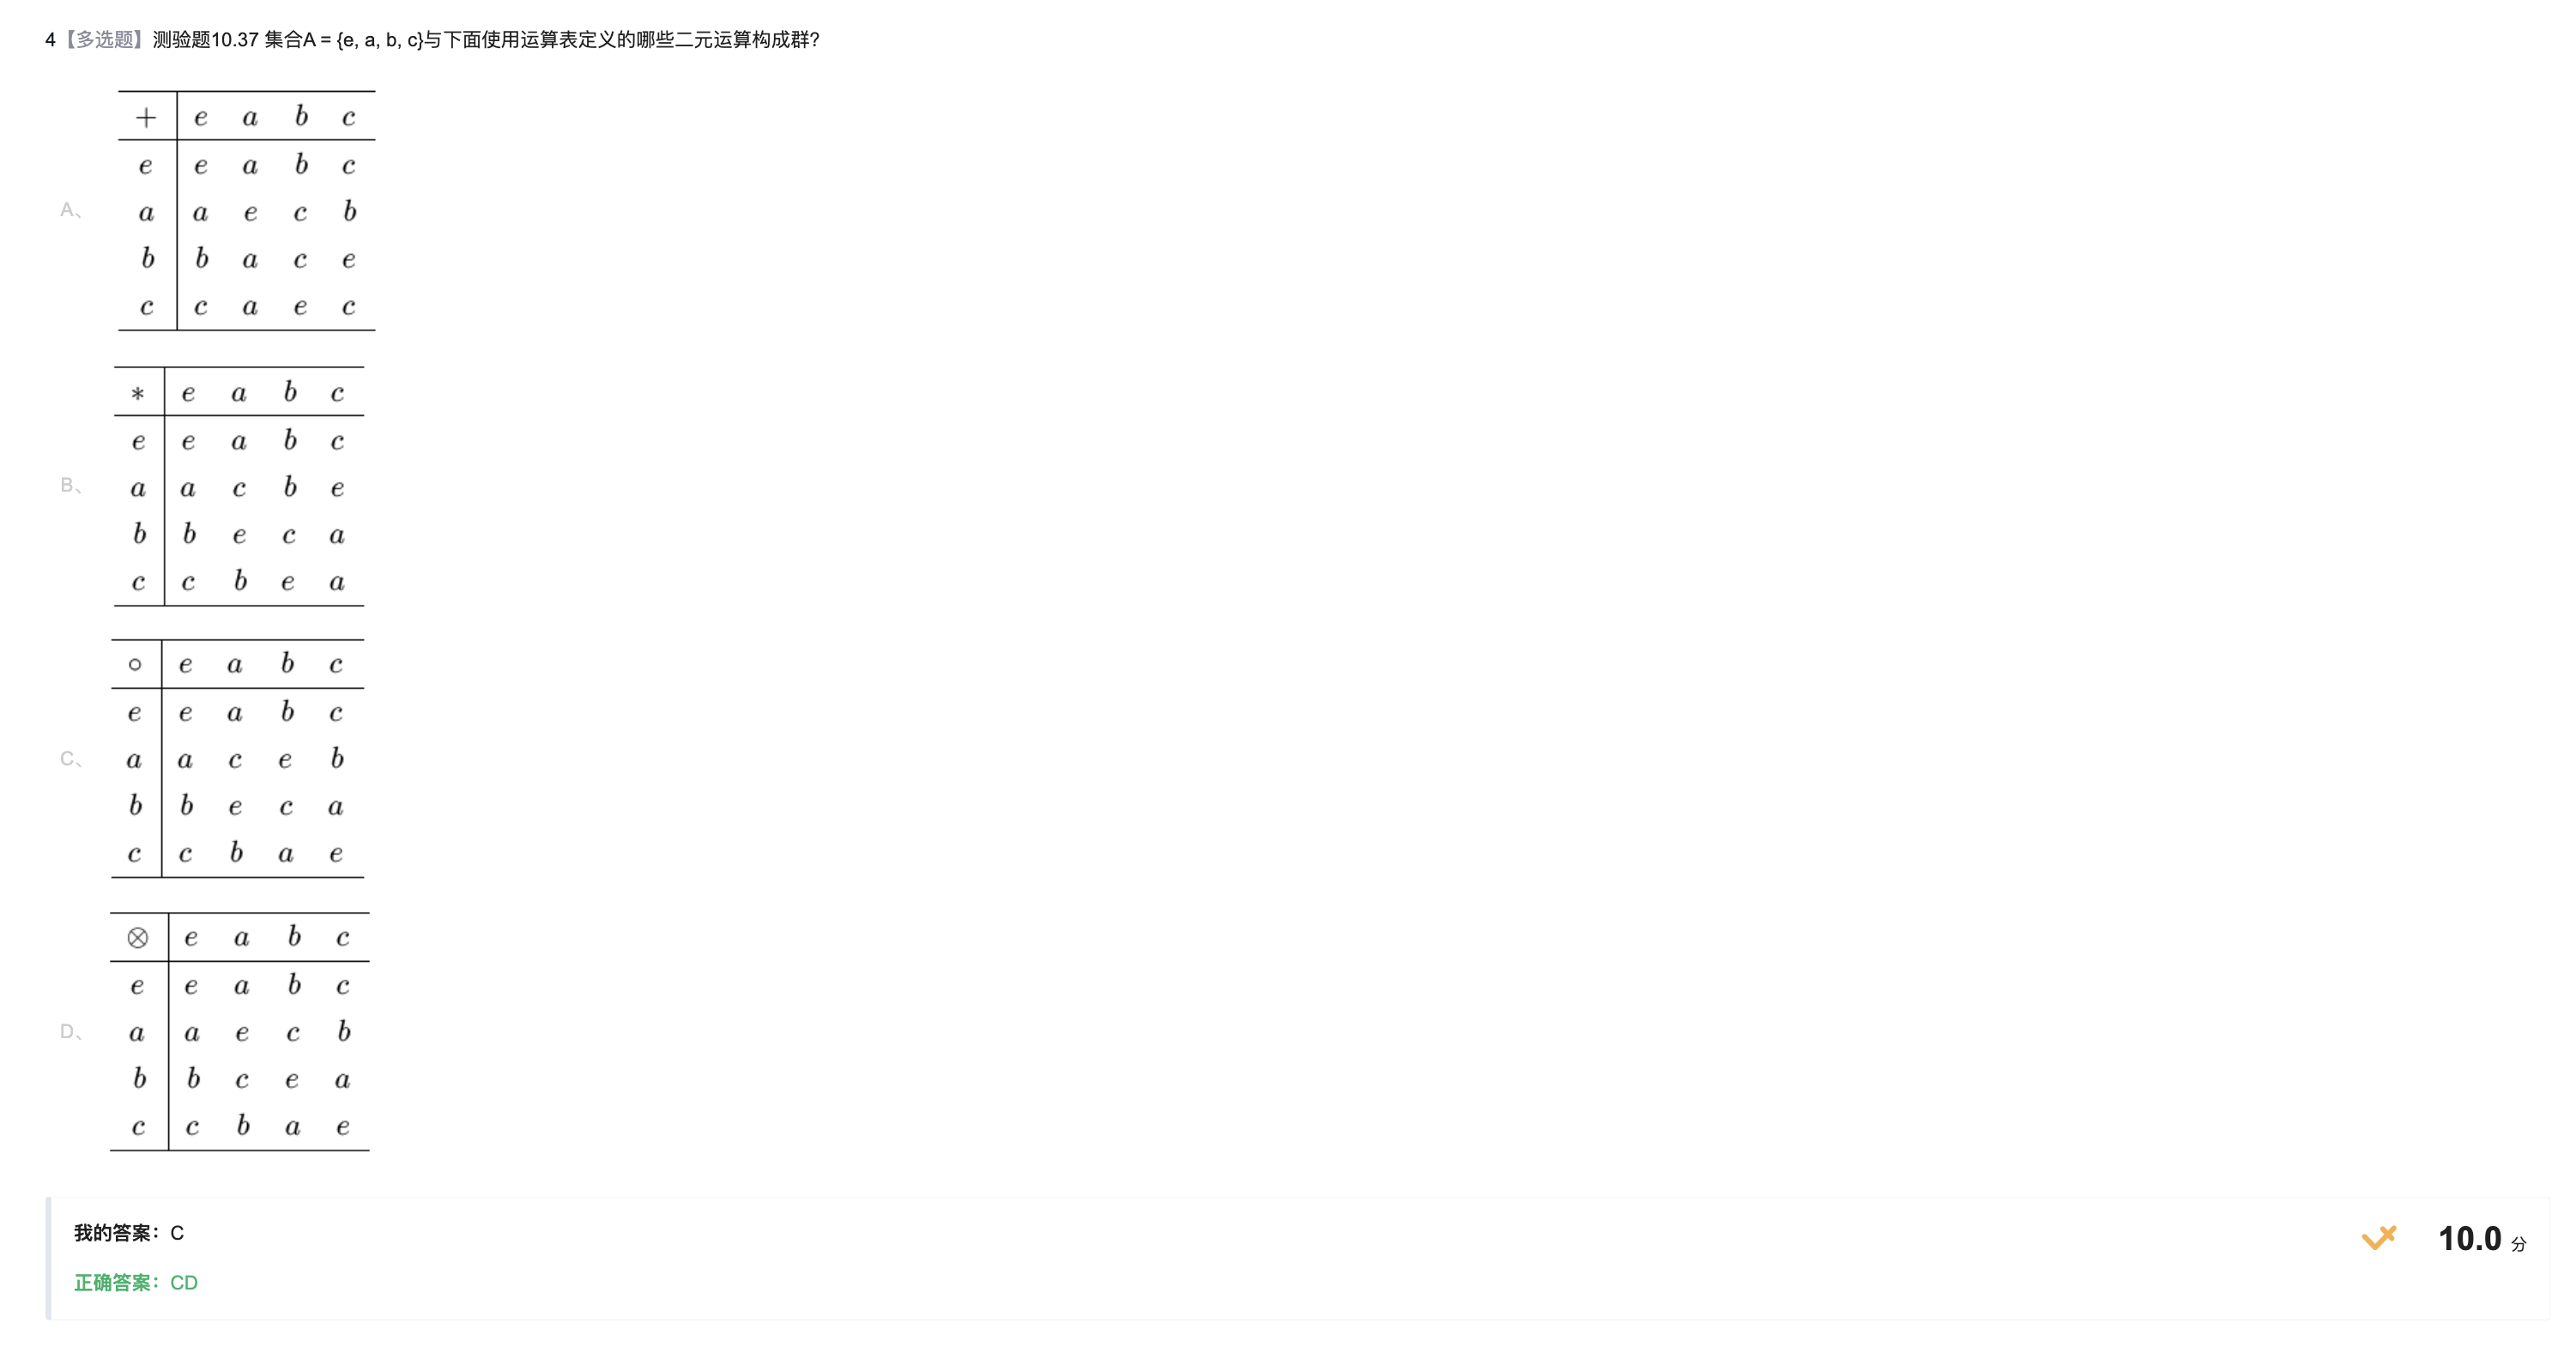 4【多选题】测验题10.37 集合A = {e, a, b, c}与下面使用运算表定义的哪些二元运算构成群?
A、
+ e a b c
e e a b c
a a e c b
b b a c e
c c a e c
B、
* e a b c
e e a b c
a a c b e
b b e c a
c c b e a
C、
∘ e a b c
e e a b c
a a c e b
b b e c a
c c b a e
D、
⊗ e a b c
e e a b c
a a e c b
b b c e a
c c b a e
我的答案：C
10.0 分
正确答案：CD